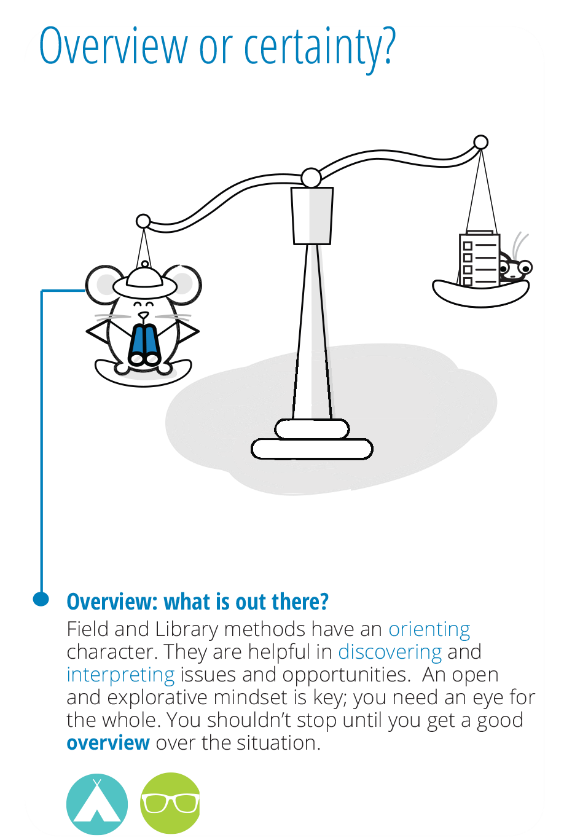 Overview or certainty?
Overview: what is out there?
Field and Library methods have an orienting
character. They are helpful in discovering and
interpreting issues and opportunities.  An open
and explorative mindset is key; you need an eye for
the whole. You shouldn't stop until you get a good
overview over the situation.